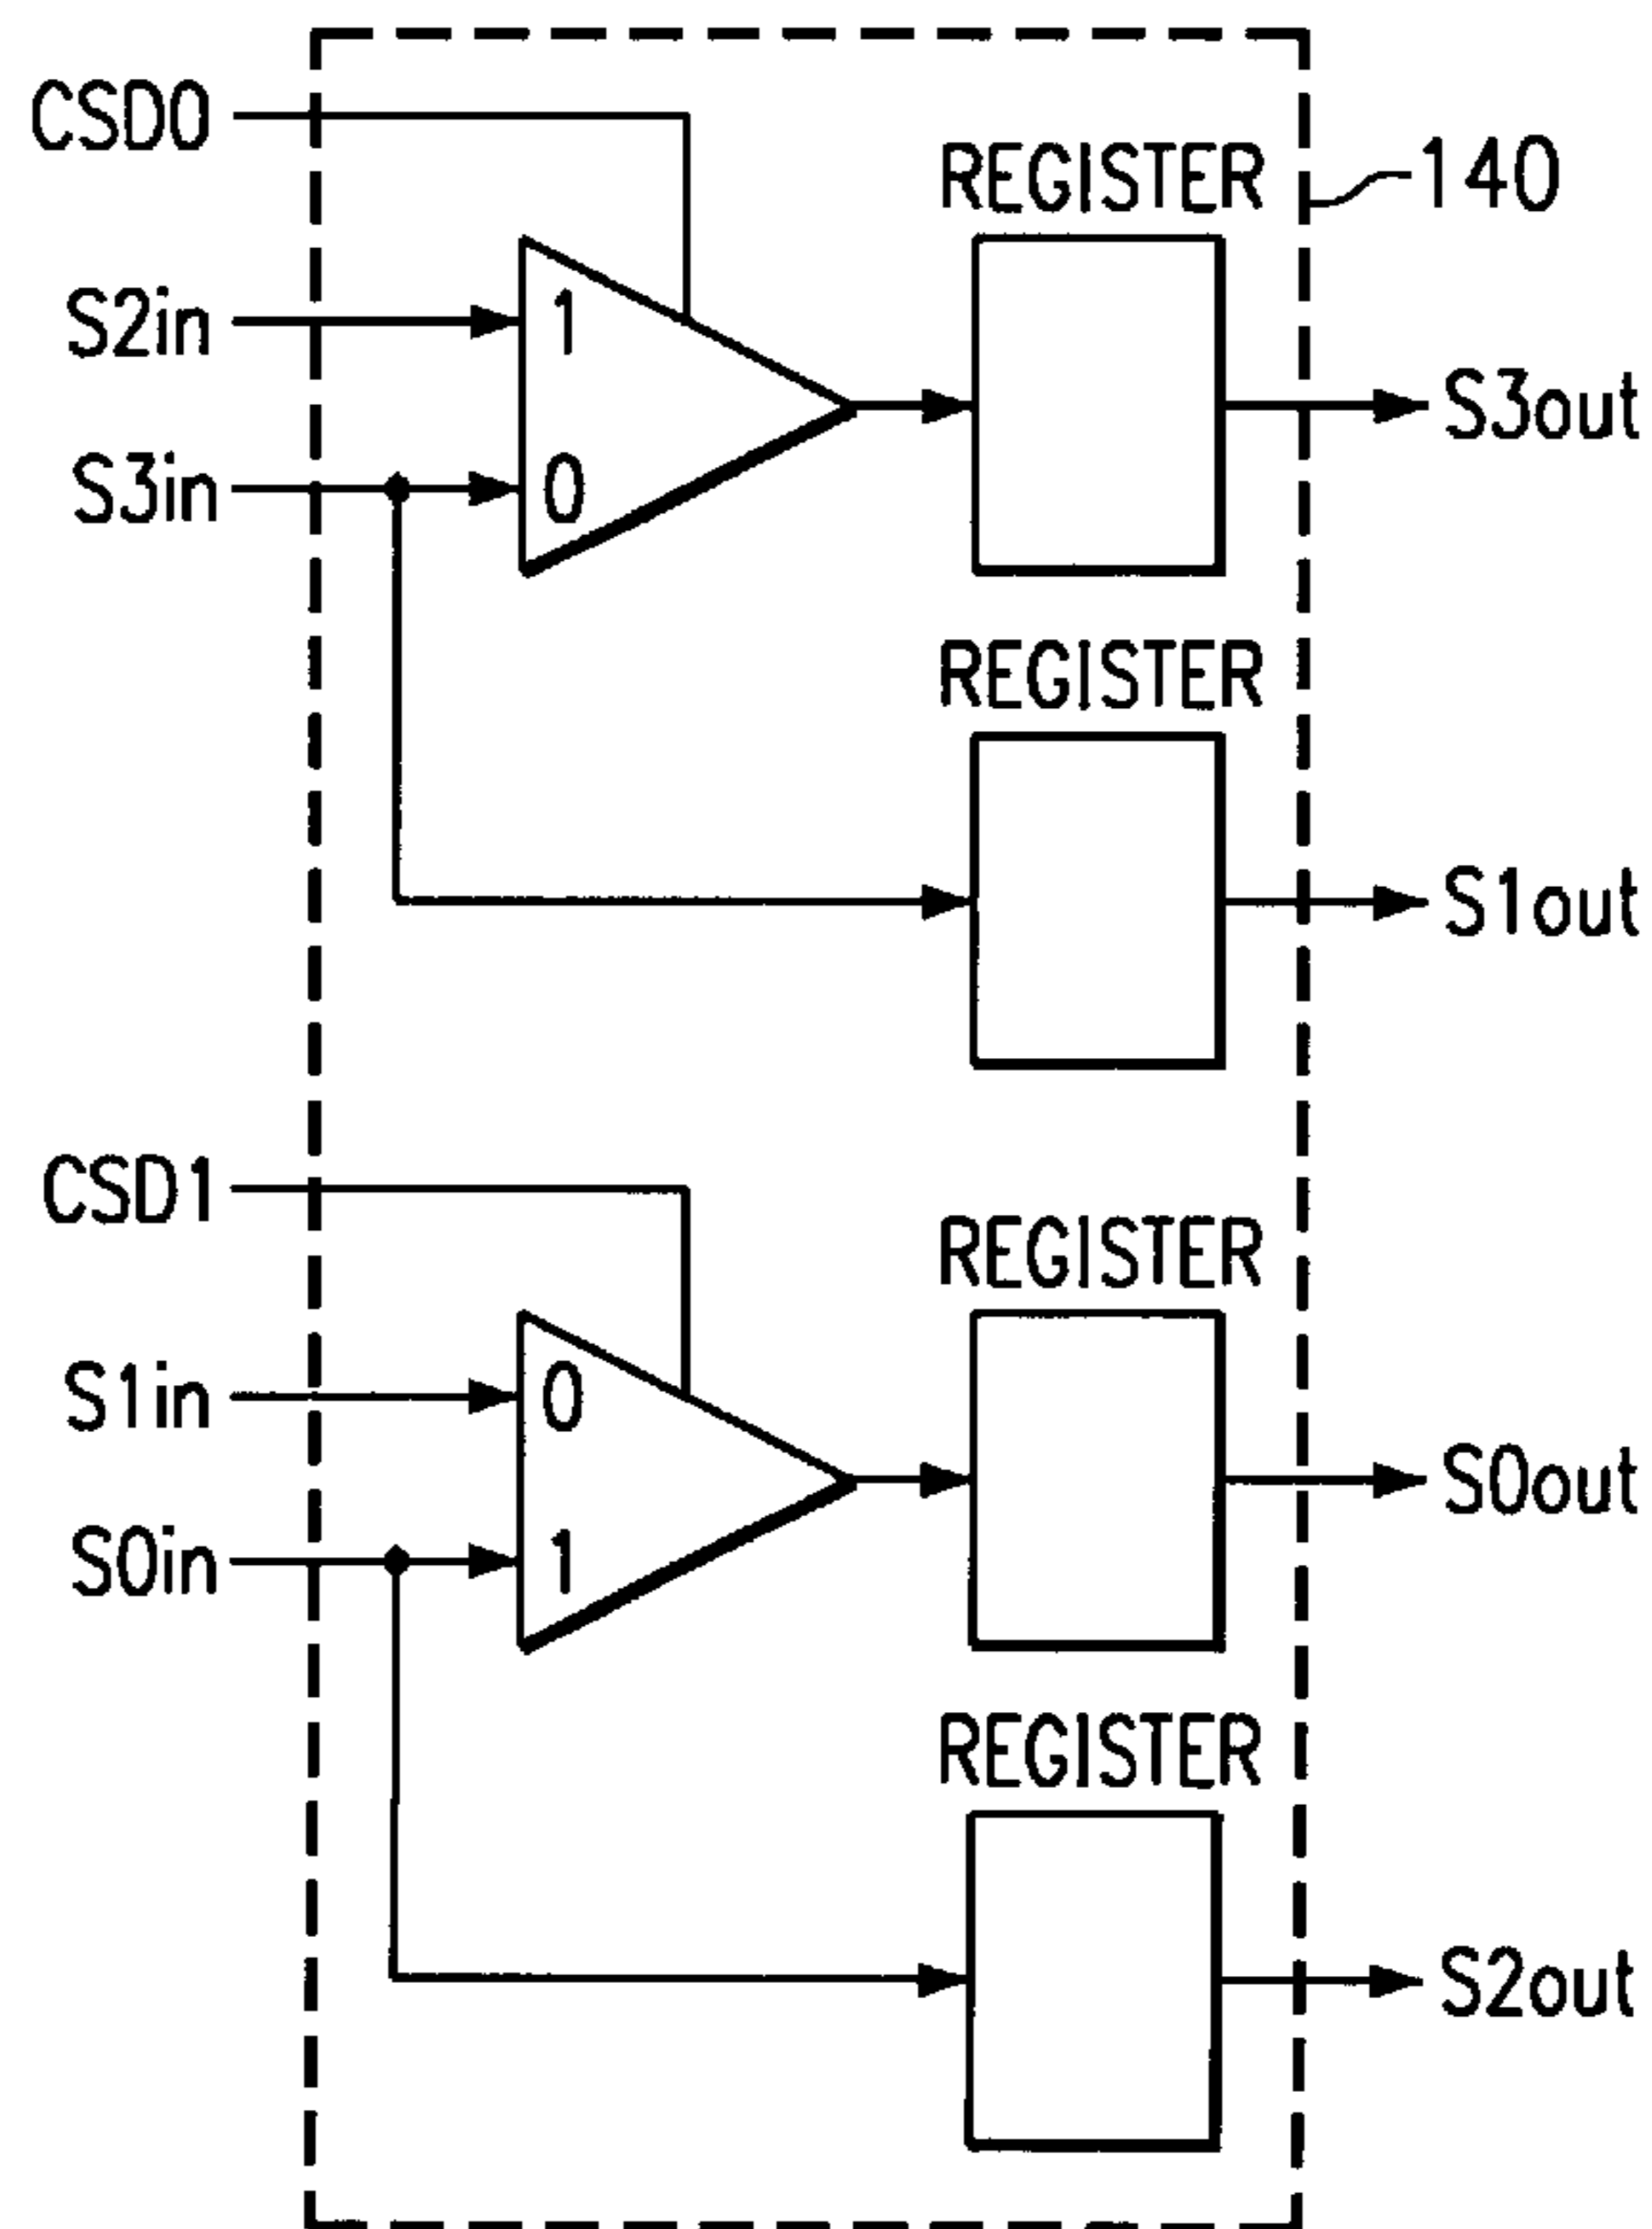 CSD0
REGISTER
140
S2in
1
S3out
S3in
0
REGISTER
S1out
CSD1
REGISTER
S1in
0
S0out
S0in
1
REGISTER
S2out